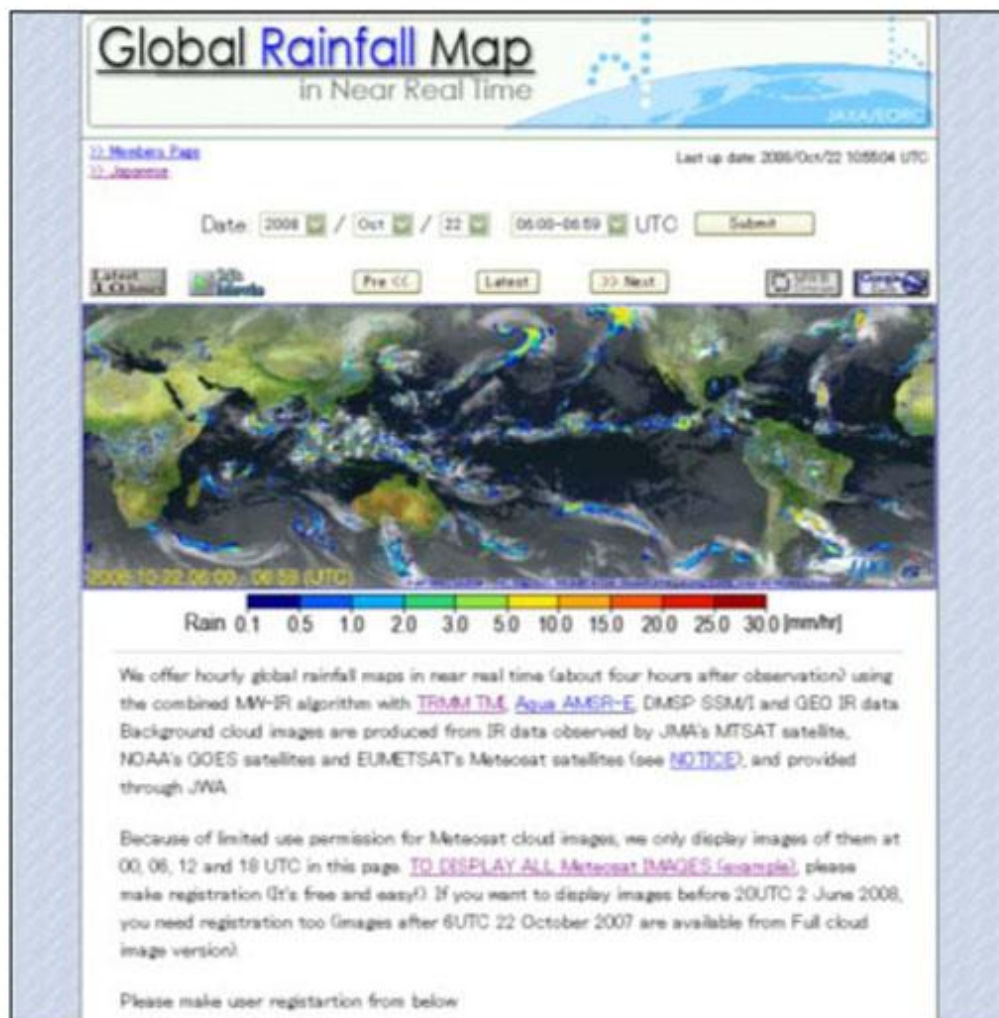 Global Rainfall Map
in Near Real Time
JAXA/EORC
>> Members Page
>> Japanese
Last up date: 2008/Oct/22 10:55:04 UTC
Date: 2008 / Oct / 22 06:00-06:59 UTC Submit
Latest
Pre << Latest >> Next
Google
2008-10-22 06:00 - 06:59 (UTC)
Rain 0.1 0.5 1.0 2.0 3.0 5.0 10.0 15.0 20.0 25.0 30.0 [mm/hr]
We offer hourly global rainfall maps in near real time (about four hours after observation) using
the combined MW-IR algorithm with TRMM TMI, Aqua AMSR-E, DMSP SSM/I and GEO IR data
Background cloud images are produced from IR data observed by JMA's MTSAT satellite,
NOAA's GOES satellites and EUMETSAT's Meteosat satellites (see NOTICE), and provided
through JWA
Because of limited use permission for Meteosat cloud images, we only display images of them at
00, 06, 12 and 18 UTC in this page. TO DISPLAY ALL Meteosat IMAGES (example), please
make registration (It's free and easy!) If you want to display images before 20UTC 2 June 2008,
you need registration too (images after 6UTC 22 October 2007 are available from Full cloud
image version).
Please make user registartion from below